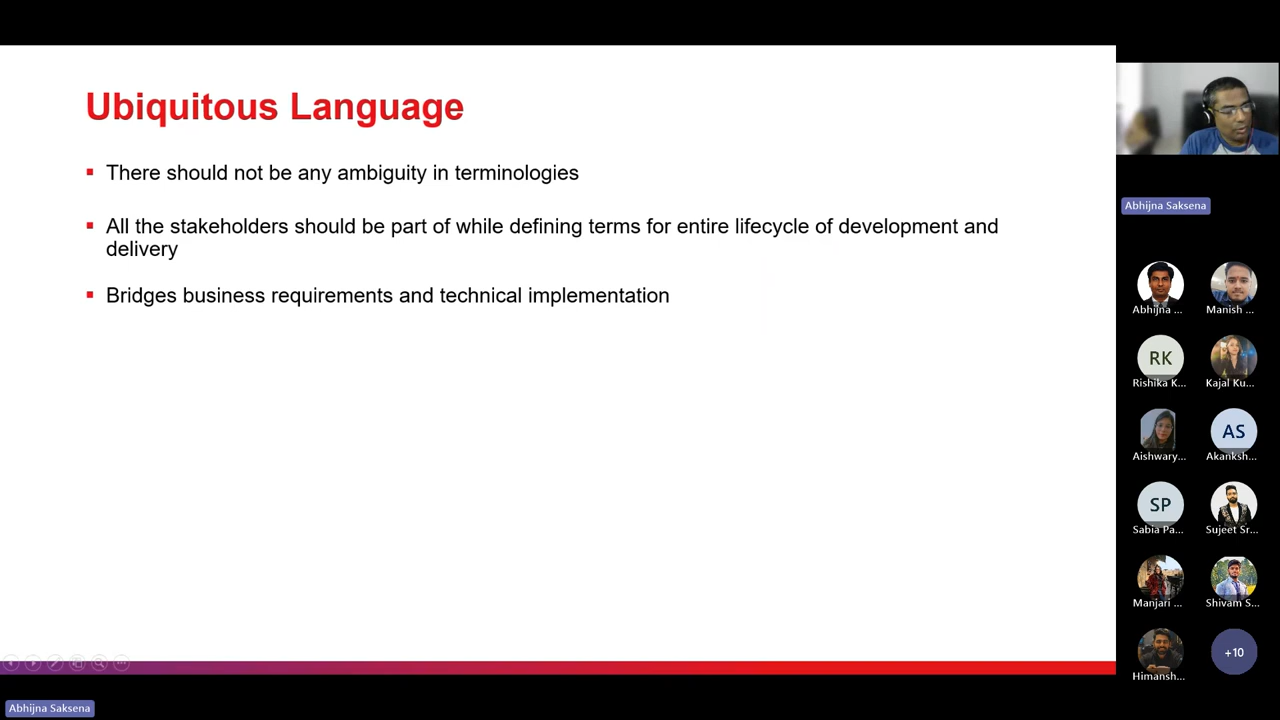 Ubiquitous Language
There should not be any ambiguity in terminologies
All the stakeholders should be part of while defining terms for entire lifecycle of development and
delivery
Bridges business requirements and technical implementation
Abhijna Saksena
Abhijna ...
Manish ...
RK
Rishika K...
Kajal Ku...
Aishwary...
AS
Akanksh...
SP
Sabia Pa...
Sujeet Sr...
Manjari ...
Shivam S...
Himansh...
+10
Abhijna Saksena